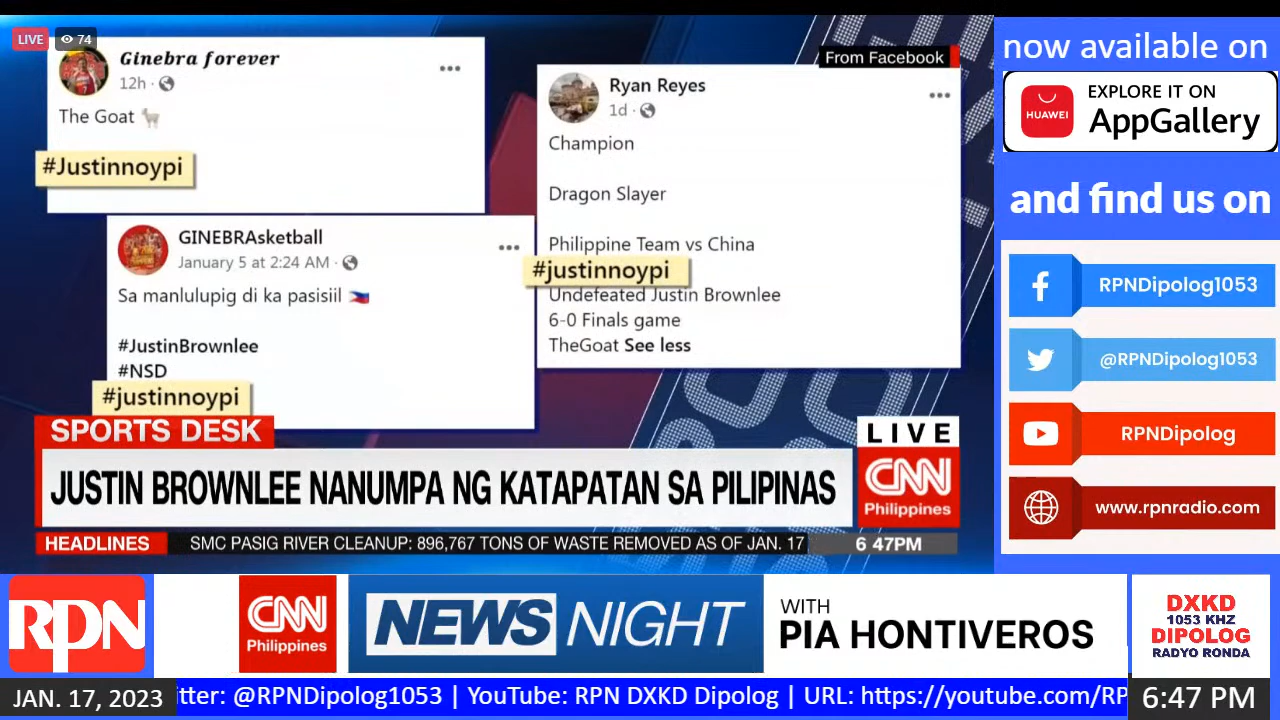 LIVE
74
Ginebra forever
12h
The Goat
#Justinnoypi
GINEBRAsketball
January 5 at 2:24 AM
Sa manlulupig di ka pasisiil
#JustinBrownlee
#NSD
#justinnoypi
From Facebook
Ryan Reyes
1d
Champion
Dragon Slayer
Philippine Team vs China
#justinnoypi
Undefeated Justin Brownlee
6-0 Finals game
TheGoat See less
SPORTS DESK
JUSTIN BROWNLEE NANUMPA NG KATAPATAN SA PILIPINAS
LIVE
CNN
Philippines
HEADLINES
SMC PASIG RIVER CLEANUP: 896,767 TONS OF WASTE REMOVED AS OF JAN. 17
6 47PM
now available on
HUAWEI
EXPLORE IT ON
AppGallery
and find us on
RPNDipolog1053
@RPNDipolog1053
RPNDipolog
www.rpnradio.com
RPN
CNN
Philippines
NEWS NIGHT
WITH
PIA HONTIVEROS
DXKD
1053 KHZ
DIPOLOG
RADYO RONDA
JAN. 17, 2023
itter: @RPNDipolog1053 | YouTube: RPN DXKD Dipolog | URL: https://youtube.com/RP
6:47 PM